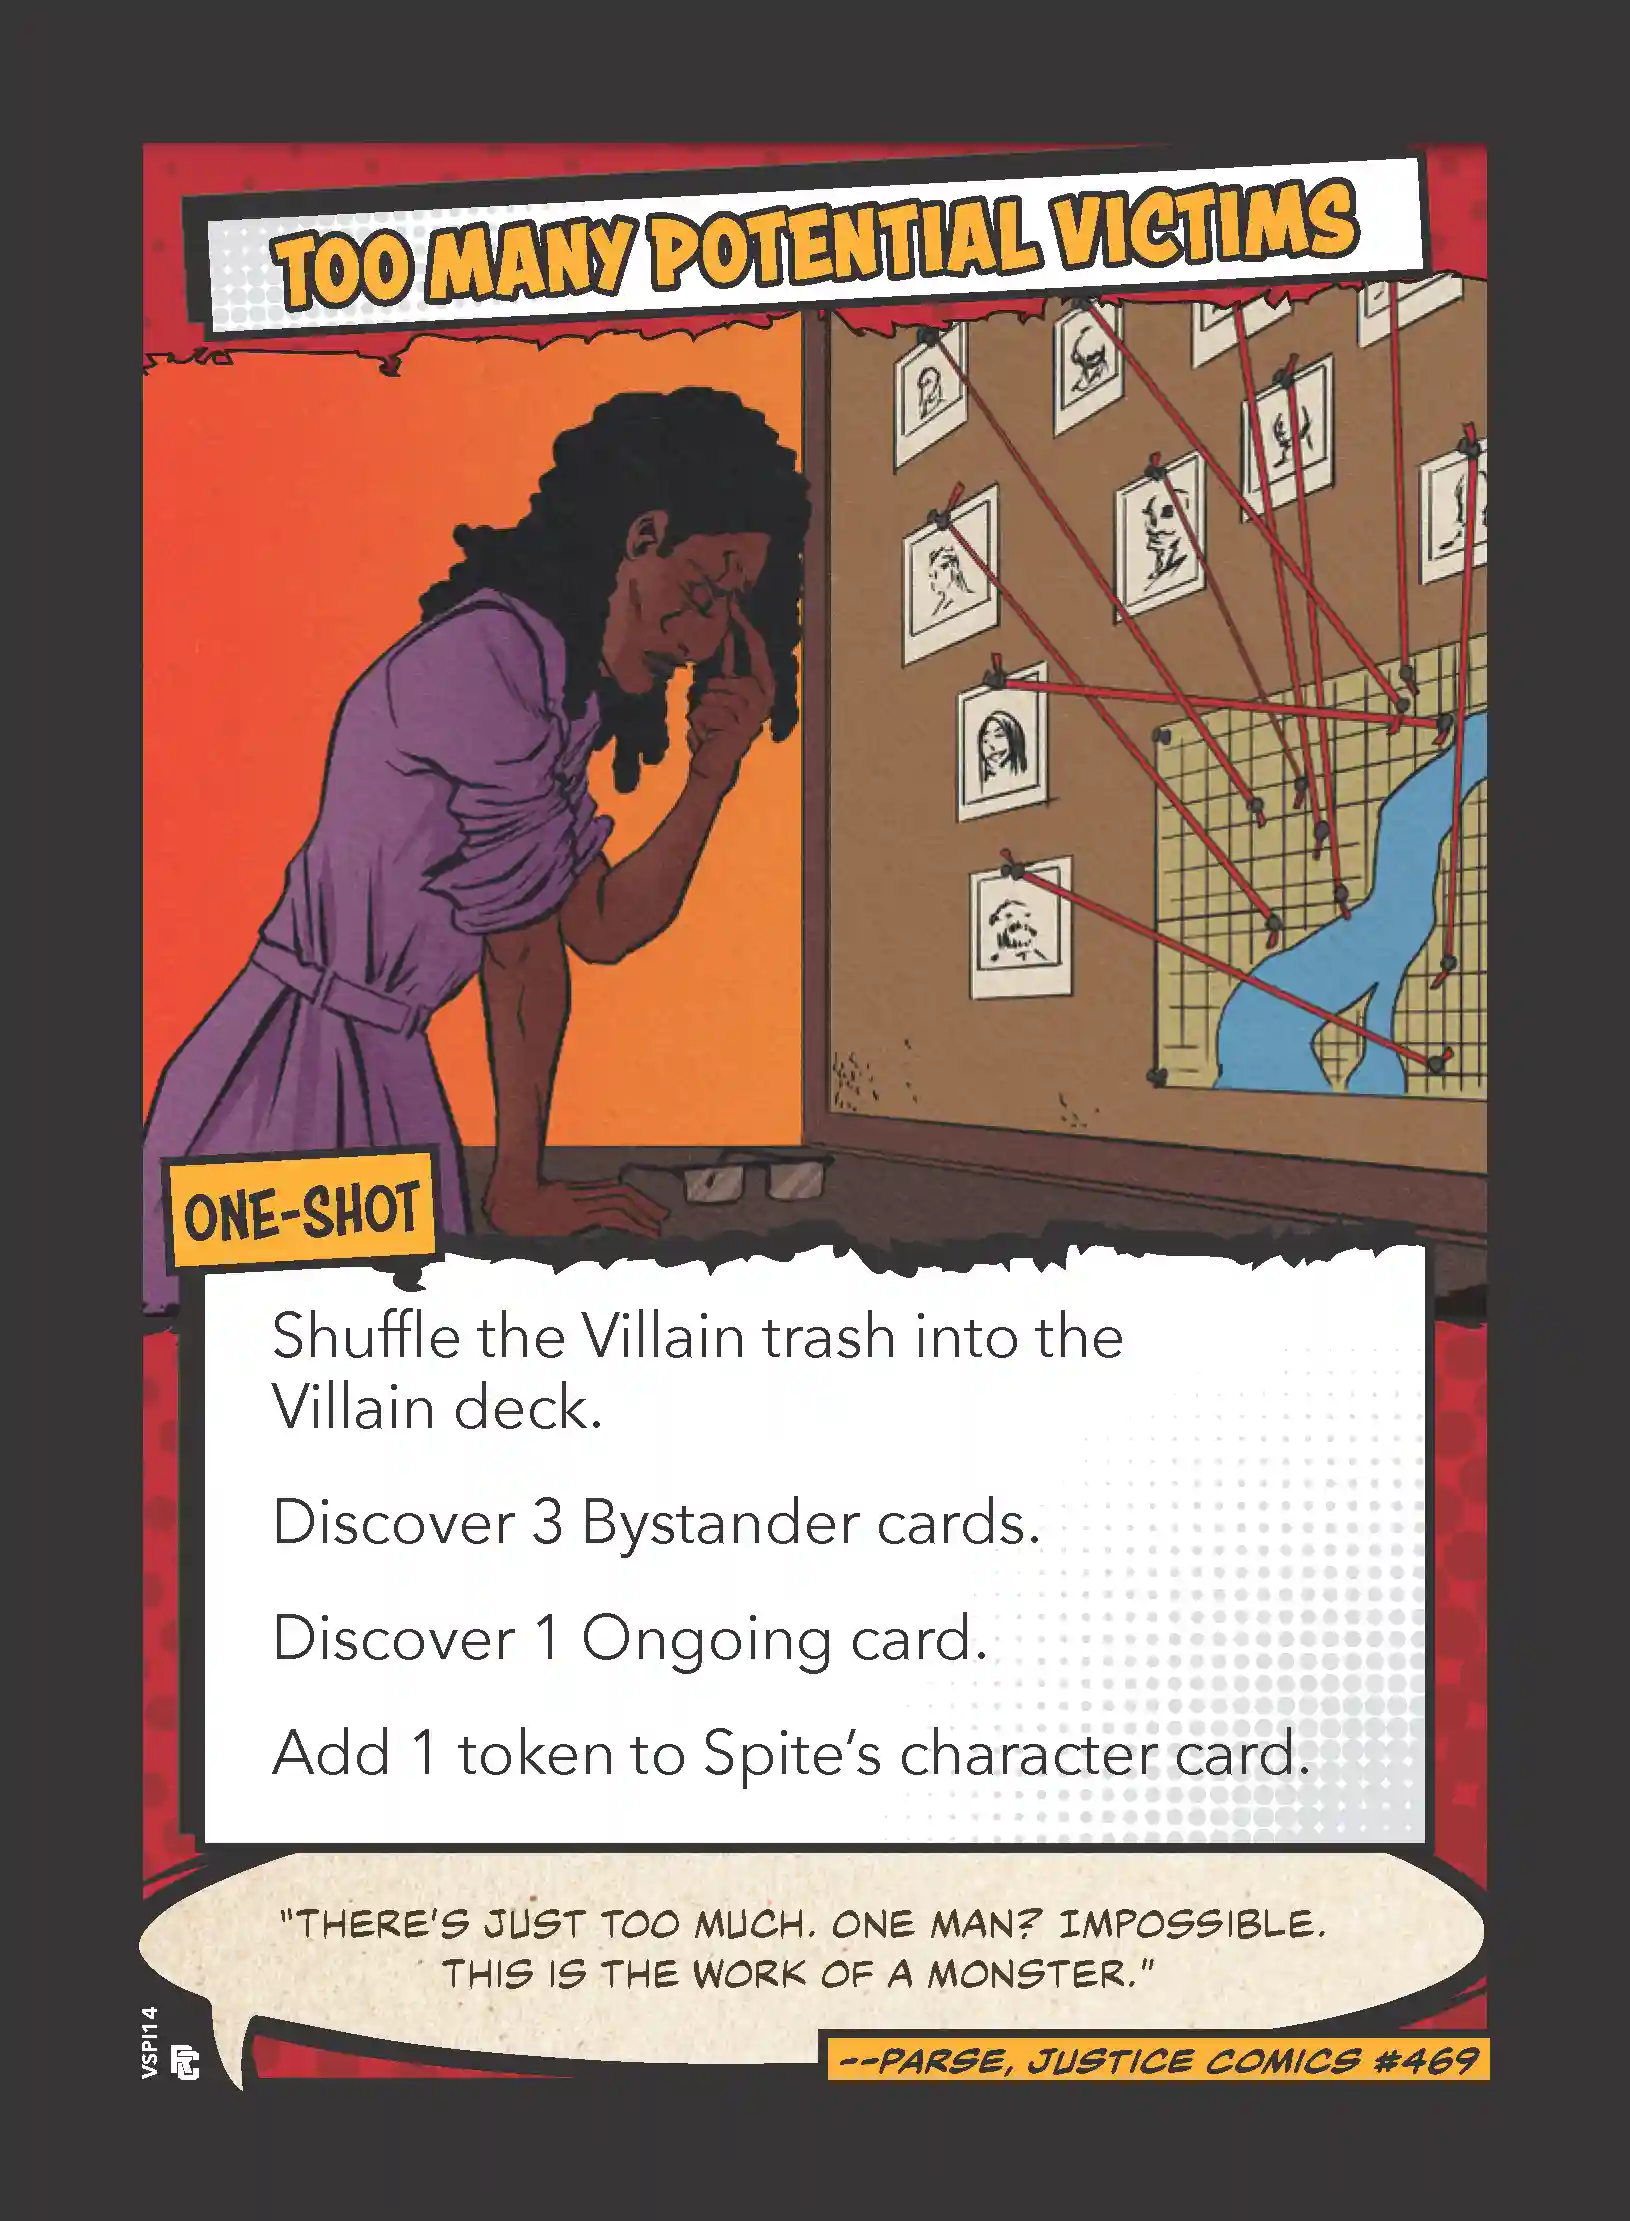 TOO MANY POTENTIAL VICTIMS
ONE-SHOT
Shuffle the Villain trash into the
Villain deck.
Discover 3 Bystander cards.
Discover 1 Ongoing card.
Add 1 token to Spite's character card.
"THERE'S JUST TOO MUCH. ONE MAN? IMPOSSIBLE.
THIS IS THE WORK OF A MONSTER."
--PARSE, JUSTICE COMICS #469
VSPI14